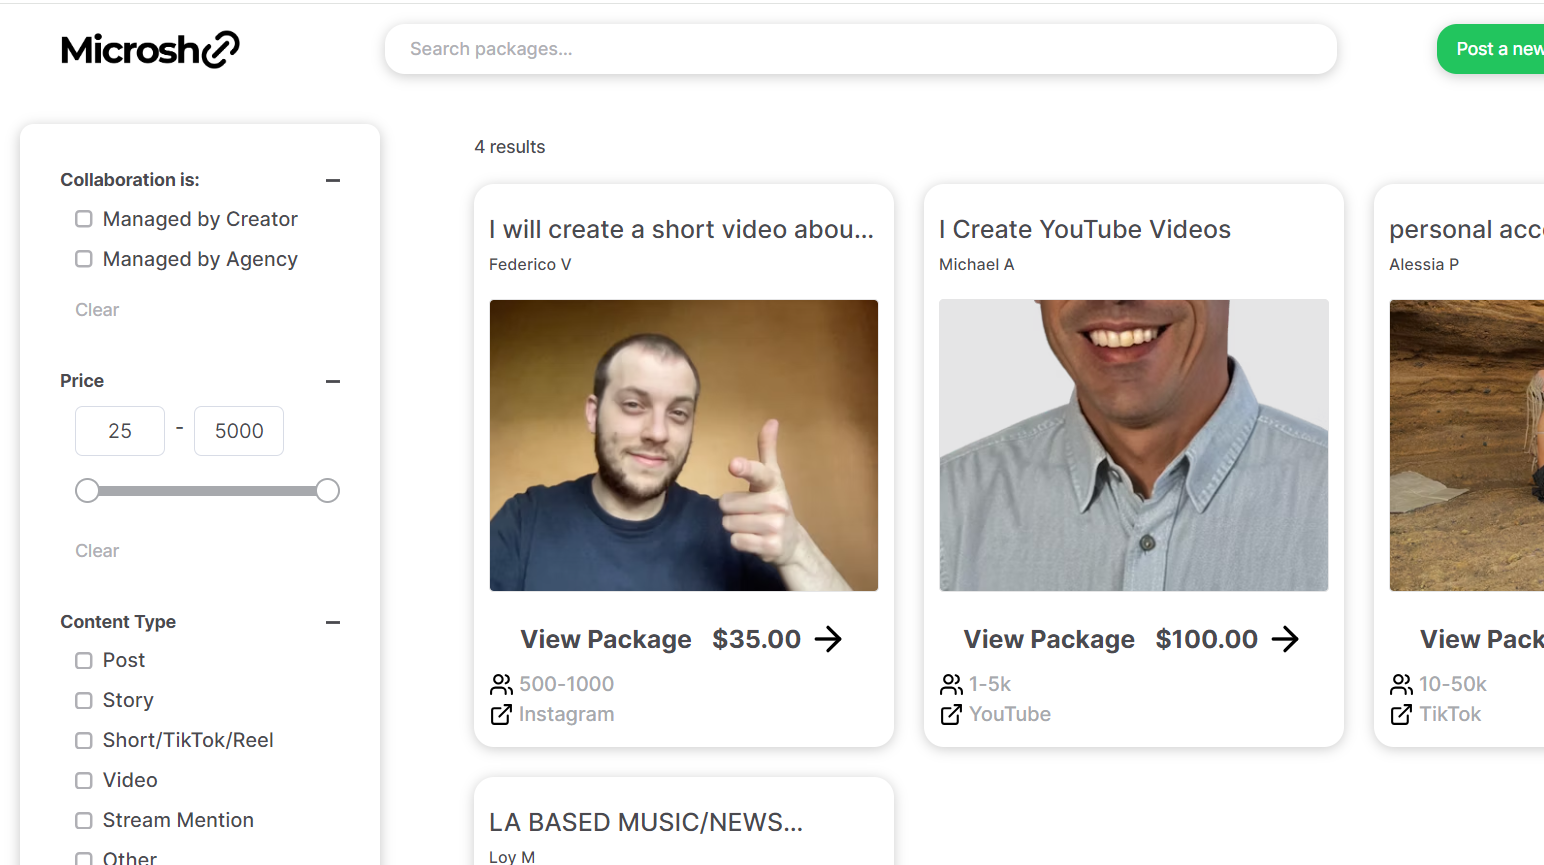 Microsh
Search packages...
Post a new
4 results
Collaboration is:
Managed by Creator
Managed by Agency
Clear
Price
25 - 5000
Clear
Content Type
Post
Story
Short/TikTok/Reel
Video
Stream Mention
Other
I will create a short video abou...
Federico V
View Package $35.00
500-1000
Instagram
I Create YouTube Videos
Michael A
View Package $100.00
1-5k
YouTube
personal acc
Alessia P
View Pack
10-50k
TikTok
LA BASED MUSIC/NEWS...
Loy M